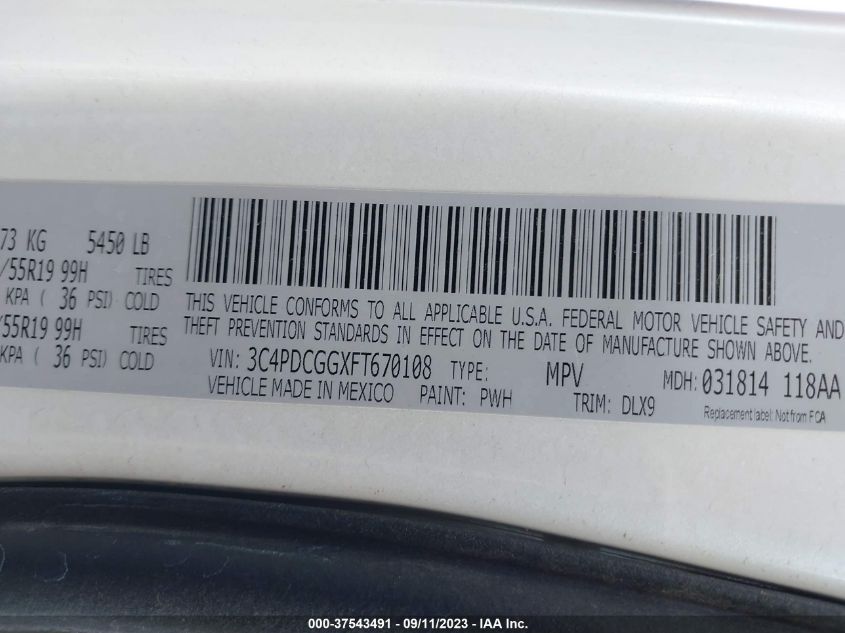 73 KG 5450 LB
/55R19 99H TIRES
KPA ( 36 PSI) COLD
/55R19 99H TIRES
KPA ( 36 PSI) COLD
THIS VEHICLE CONFORMS TO ALL APPLICABLE U.S.A. FEDERAL MOTOR VEHICLE SAFETY AND
THEFT PREVENTION STANDARDS IN EFFECT ON THE DATE OF MANUFACTURE SHOWN ABOVE.
VIN: 3C4PDCGGXFT670108 TYPE: MPV MDH: 031814 118AA
VEHICLE MADE IN MEXICO PAINT: PWH TRIM: DLX9
Replacement label: Not from FCA
000-37543491 - 09/11/2023 - IAA Inc.